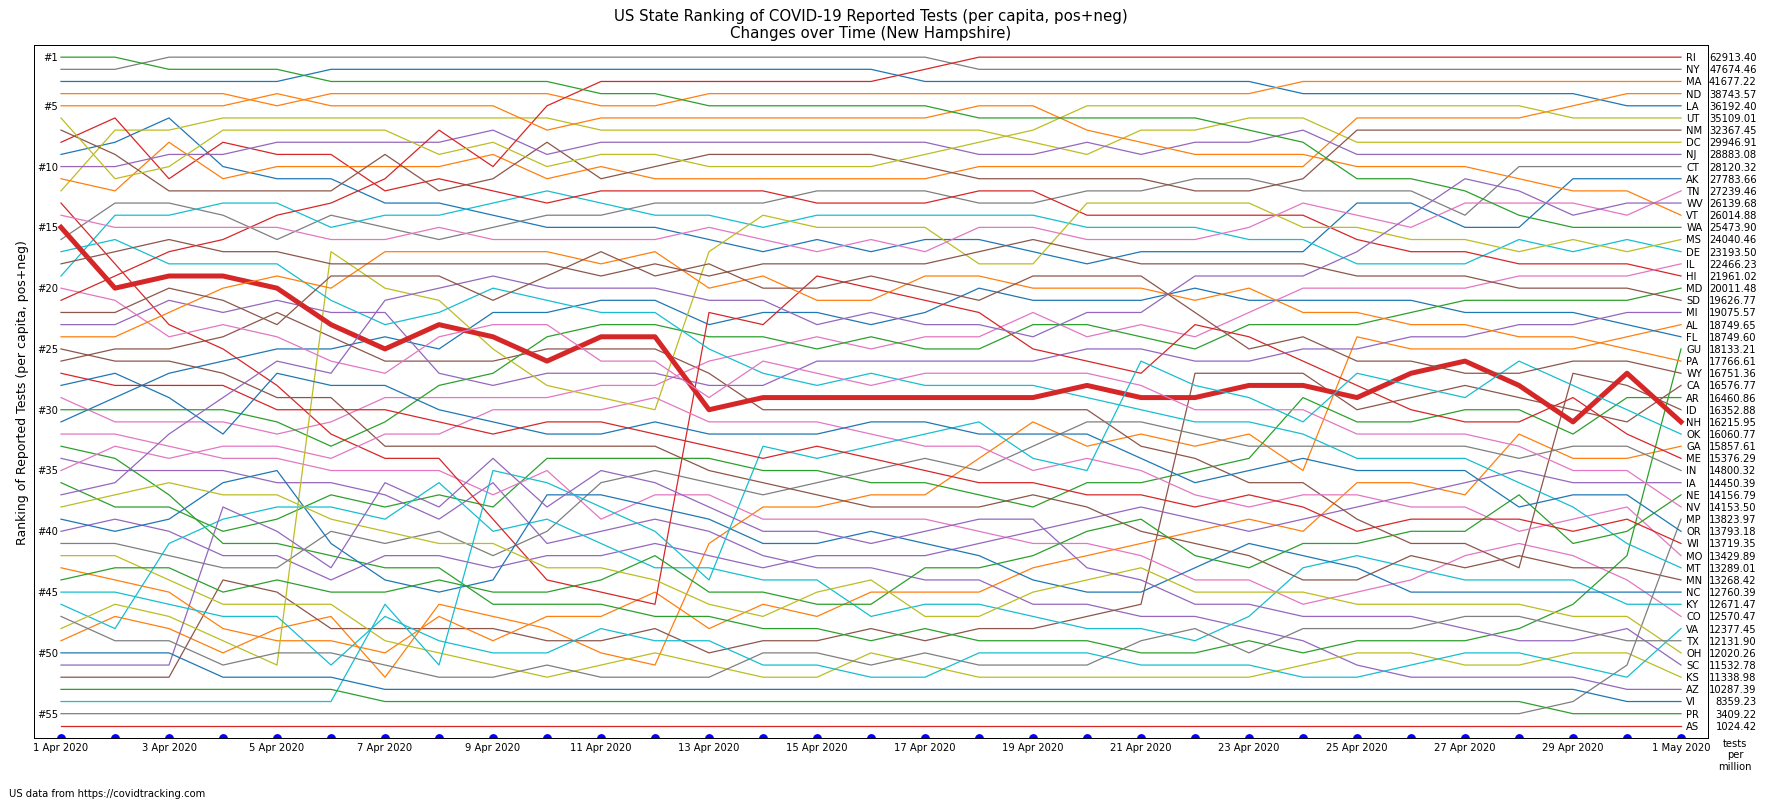 US State Ranking of COVID-19 Reported Tests (per capita, pos+neg)
Changes over Time (New Hampshire)
Ranking of Reported Tests (per capita, pos+neg)
#1
#5
#10
#15
#20
#25
#30
#35
#40
#45
#50
#55
RI 62913.40
NY 47674.46
MA 41677.22
ND 38743.57
LA 36192.40
UT 35109.01
NM 32367.45
DC 29946.91
NJ 28883.08
CT 28120.32
AK 27783.66
TN 27239.46
WV 26139.68
VT 26014.88
WA 25473.90
MS 24040.46
DE 23193.50
IL 22466.23
HI 21961.02
MD 20011.48
SD 19626.77
MI 19075.57
AL 18749.65
FL 18749.60
GU 18133.21
PA 17766.61
WY 16751.36
CA 16576.77
AR 16460.86
ID 16352.88
NH 16215.95
OK 16060.77
GA 15857.61
ME 15376.29
IN 14800.32
IA 14450.39
NE 14156.79
NV 14153.50
MP 13823.97
OR 13793.18
WI 13719.35
MO 13429.89
MT 13289.01
MN 13268.42
NC 12760.39
KY 12671.47
CO 12570.47
VA 12377.45
TX 12131.90
OH 12020.26
SC 11532.78
KS 11338.98
AZ 10287.39
VI 8359.23
PR 3409.22
AS 1024.42
1 Apr 2020 3 Apr 2020 5 Apr 2020 7 Apr 2020 9 Apr 2020 11 Apr 2020 13 Apr 2020 15 Apr 2020 17 Apr 2020 19 Apr 2020 21 Apr 2020 23 Apr 2020 25 Apr 2020 27 Apr 2020 29 Apr 2020 1 May 2020
tests
per
million
US data from https://covidtracking.com